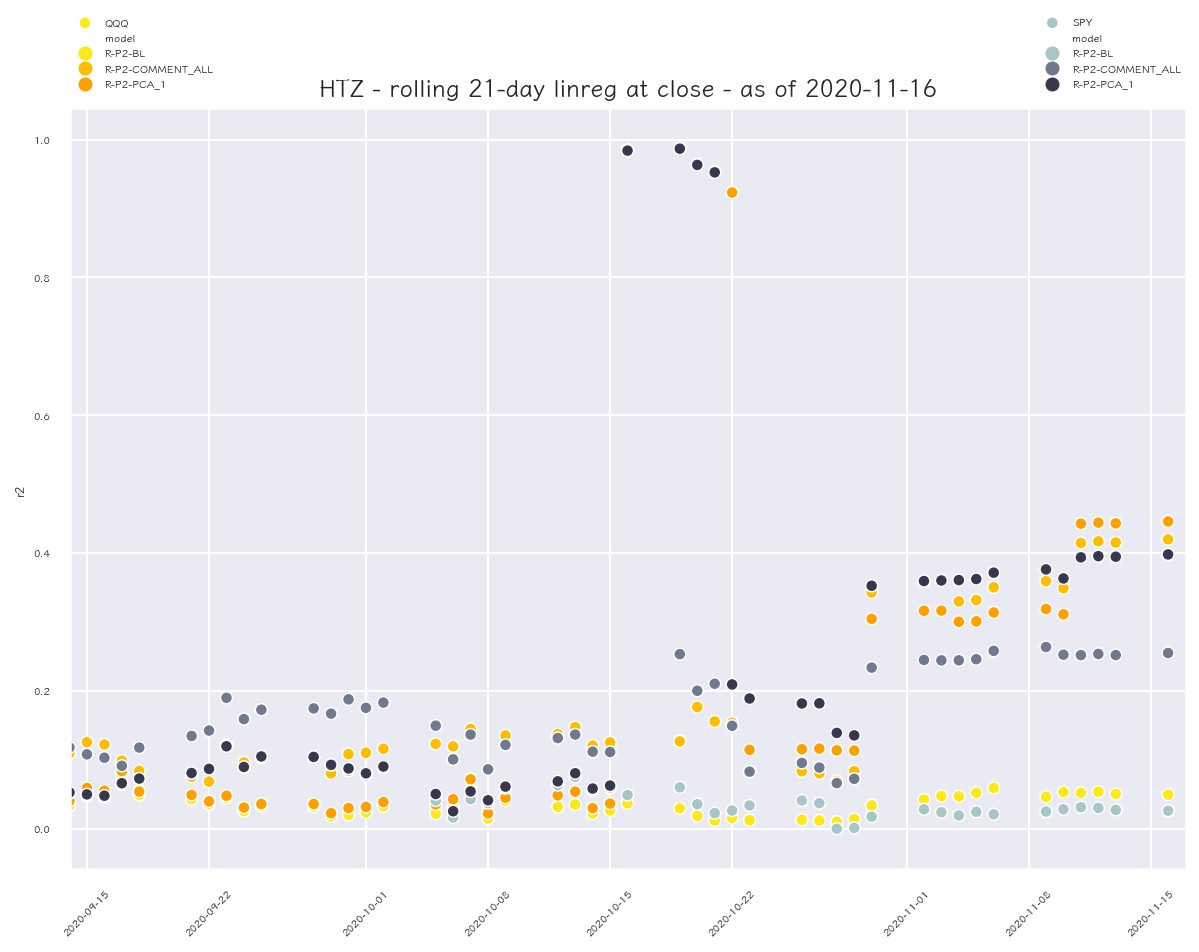 QQQ
model
R-P2-BL
R-P2-COMMENT_ALL
R-P2-PCA_1
SPY
model
R-P2-BL
R-P2-COMMENT_ALL
R-P2-PCA_1
HTZ - rolling 21-day linreg at close - as of 2020-11-16
1.0
0.8
0.6
0.4
0.2
0.0
r2
2020-09-15
2020-09-22
2020-10-01
2020-10-08
2020-10-15
2020-10-22
2020-11-01
2020-11-08
2020-11-15